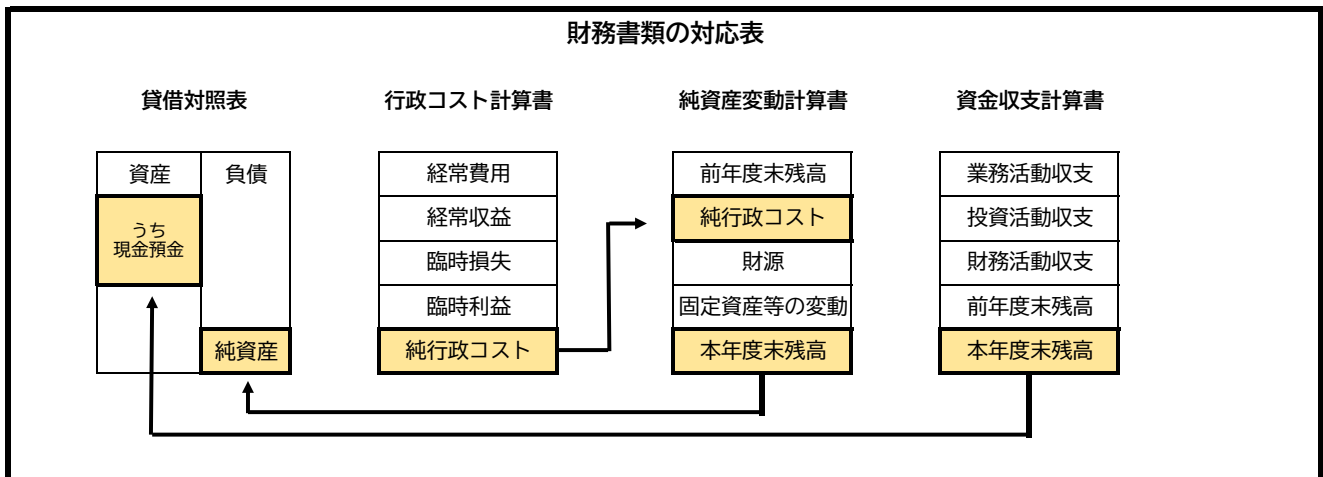 財務書類の対応表
貸借対照表
行政コスト計算書
純資産変動計算書
資金収支計算書
資産
負債
うち
現金預金
純資産
経常費用
経常収益
臨時損失
臨時利益
純行政コスト
前年度末残高
純行政コスト
財源
固定資産等の変動
本年度末残高
業務活動収支
投資活動収支
財務活動収支
前年度末残高
本年度末残高